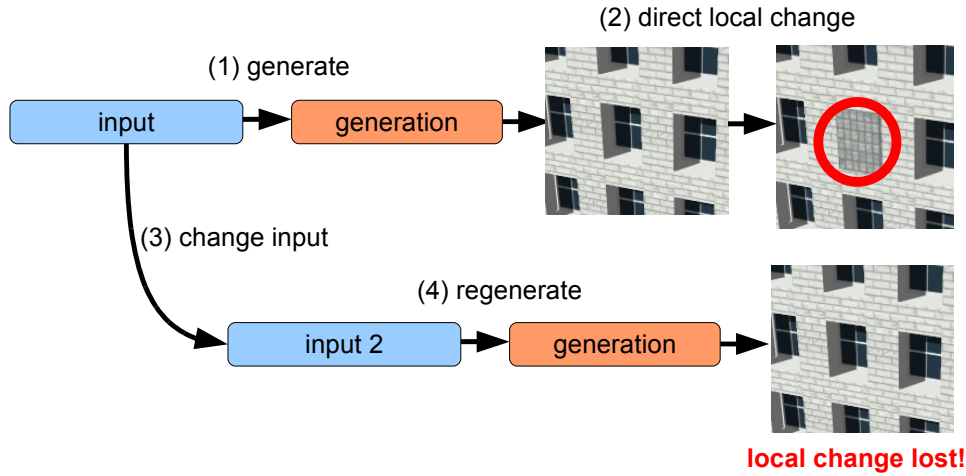 (2) direct local change
(1) generate
input
generation
(3) change input
(4) regenerate
input 2
generation
local change lost!